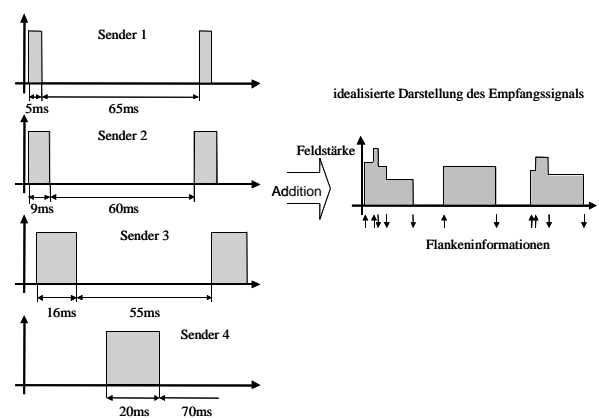 Sender 1
5ms
65ms
Sender 2
9ms
60ms
Sender 3
16ms
55ms
Sender 4
20ms
70ms
Addition
idealisierte Darstellung des Empfangssignals
Feldstärke
Flankeninformationen